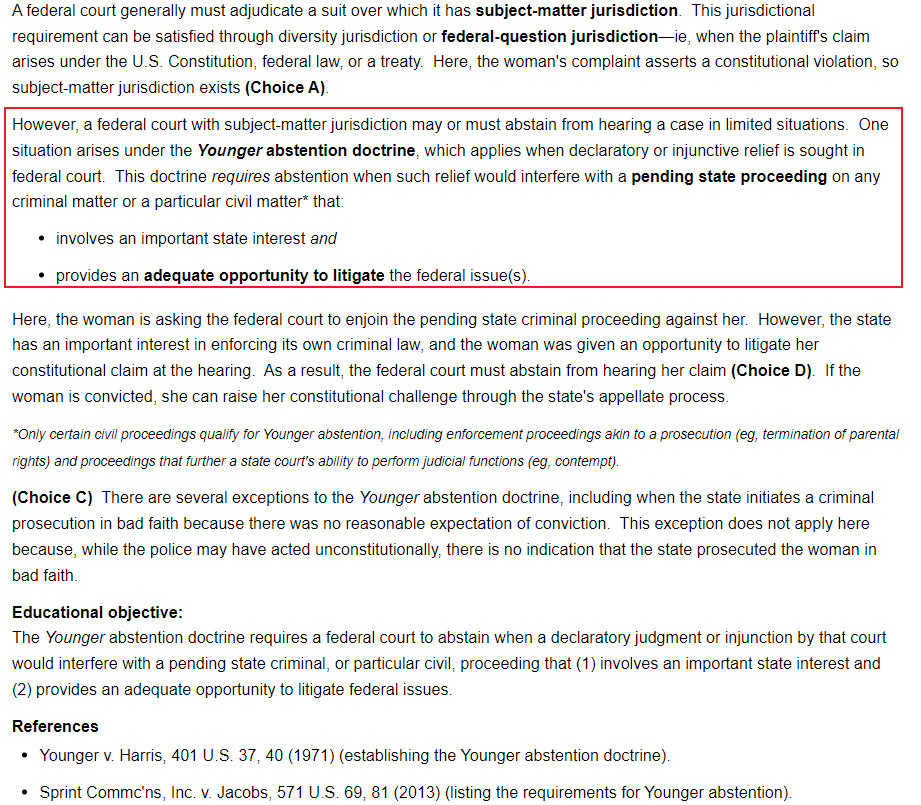 A federal court generally must adjudicate a suit over which it has subject-matter jurisdiction.  This jurisdictional
requirement can be satisfied through diversity jurisdiction or federal-question jurisdiction—ie, when the plaintiff's claim
arises under the U.S. Constitution, federal law, or a treaty.  Here, the woman's complaint asserts a constitutional violation, so
subject-matter jurisdiction exists (Choice A).
However, a federal court with subject-matter jurisdiction may or must abstain from hearing a case in limited situations.  One
situation arises under the Younger abstention doctrine, which applies when declaratory or injunctive relief is sought in
federal court.  This doctrine requires abstention when such relief would interfere with a pending state proceeding on any
criminal matter or a particular civil matter* that:
• involves an important state interest and
• provides an adequate opportunity to litigate the federal issue(s).
Here, the woman is asking the federal court to enjoin the pending state criminal proceeding against her.  However, the state
has an important interest in enforcing its own criminal law, and the woman was given an opportunity to litigate her
constitutional claim at the hearing.  As a result, the federal court must abstain from hearing her claim (Choice D).  If the
woman is convicted, she can raise her constitutional challenge through the state's appellate process.
*Only certain civil proceedings qualify for Younger abstention, including enforcement proceedings akin to a prosecution (eg, termination of parental
rights) and proceedings that further a state court's ability to perform judicial functions (eg, contempt).
(Choice C)  There are several exceptions to the Younger abstention doctrine, including when the state initiates a criminal
prosecution in bad faith because there was no reasonable expectation of conviction.  This exception does not apply here
because, while the police may have acted unconstitutionally, there is no indication that the state prosecuted the woman in
bad faith.
Educational objective:
The Younger abstention doctrine requires a federal court to abstain when a declaratory judgment or injunction by that court
would interfere with a pending state criminal, or particular civil, proceeding that (1) involves an important state interest and
(2) provides an adequate opportunity to litigate federal issues.
References
• Younger v. Harris, 401 U.S. 37, 40 (1971) (establishing the Younger abstention doctrine).
• Sprint Commc'ns, Inc. v. Jacobs, 571 U.S. 69, 81 (2013) (listing the requirements for Younger abstention).